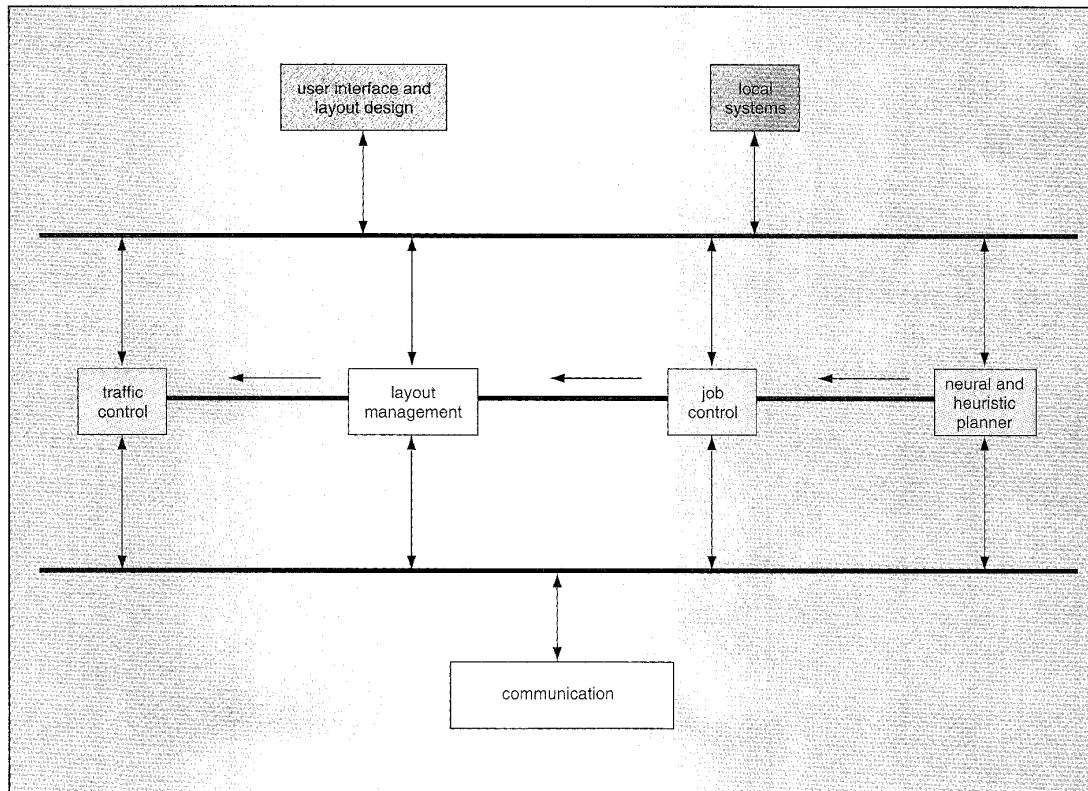 user interface and
layout design
local
systems
traffic
control
layout
management
job
control
neural and
heuristic
planner
communication